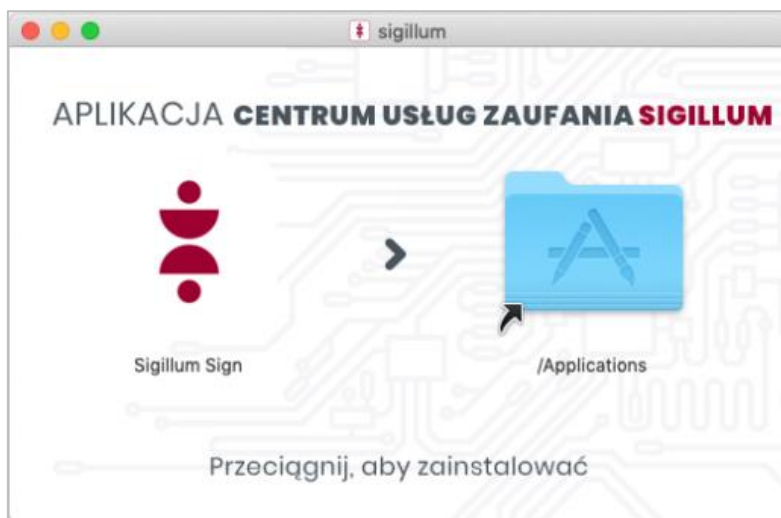 sigillum
APLIKACJA CENTRUM USŁUG ZAUFANIA SIGILLUM
Sigillum Sign
/Applications
Przeciągnij, aby zainstalować